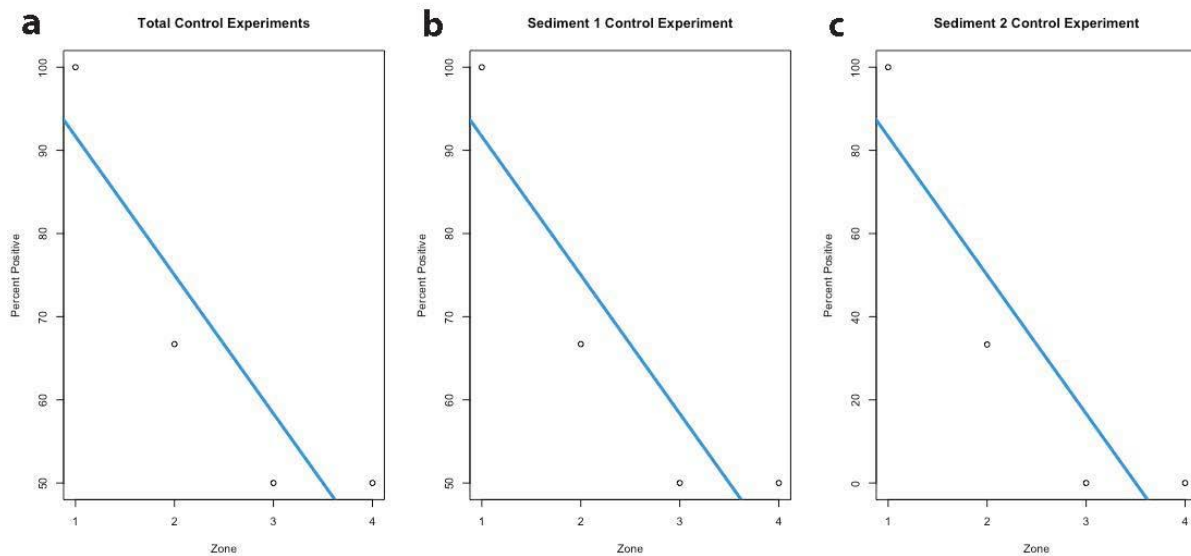 a
Total Control Experiments
100
90
80
70
60
50
Percent Positive
1 2 3 4
Zone
b
Sediment 1 Control Experiment
100
90
80
70
60
50
Percent Positive
1 2 3 4
Zone
c
Sediment 2 Control Experiment
100
80
60
40
20
0
Percent Positive
1 2 3 4
Zone